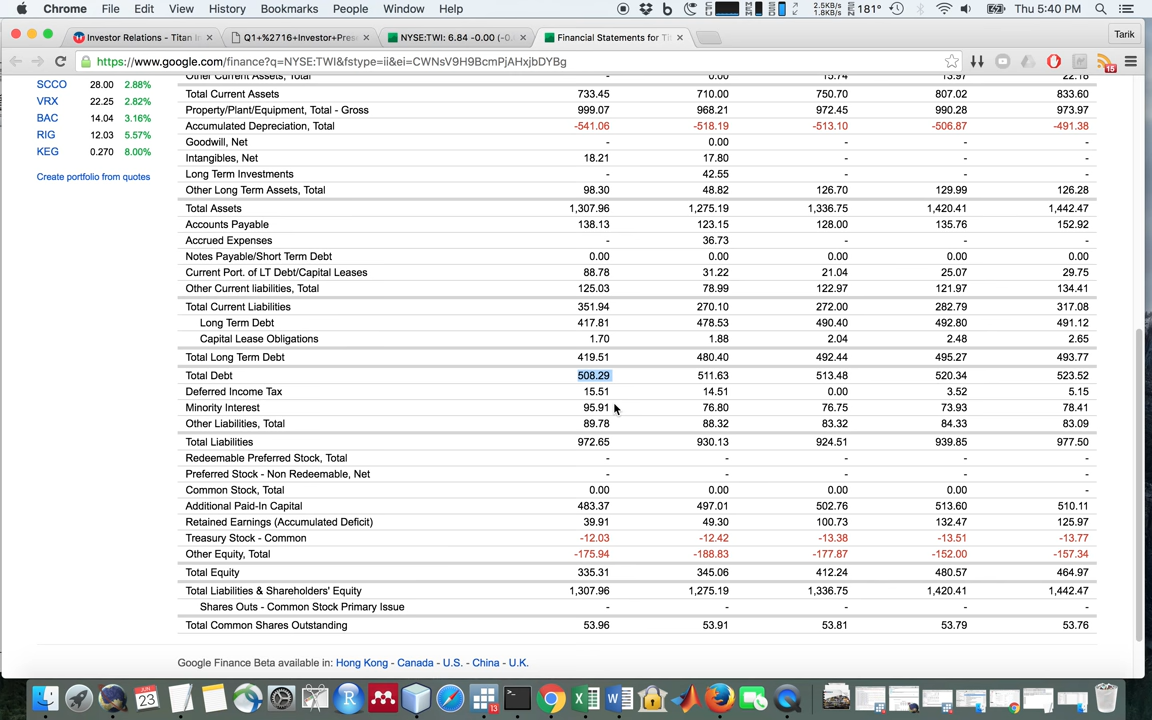 Chrome File Edit View History Bookmarks People Window Help 2.5KB/s 1.8KB/s 181° Thu 5:40 PM
Investor Relations - Titan In × Q1+%2716+Investor+Pres × NYSE:TWI: 6.84 -0.00 (-0. × Financial Statements for Ti × Tarik
https://www.google.com/finance?q=NYSE:TWI&fstype=ii&ei=CWNsV9H9BcmPjAHxjbDYBg 15
Other Current Assets, Total - 0.00 15.74 13.97 22.18
SCCO 28.00 2.88%
VRX 22.25 2.82%
BAC 14.04 3.16%
RIG 12.03 5.57%
KEG 0.270 8.00%
Create portfolio from quotes
Total Current Assets 733.45 710.00 750.70 807.02 833.60
Property/Plant/Equipment, Total - Gross 999.07 968.21 972.45 990.28 973.97
Accumulated Depreciation, Total -541.06 -518.19 -513.10 -506.87 -491.38
Goodwill, Net - 0.00 - - -
Intangibles, Net 18.21 17.80 - - -
Long Term Investments - 42.55 - - -
Other Long Term Assets, Total 98.30 48.82 126.70 129.99 126.28
Total Assets 1,307.96 1,275.19 1,336.75 1,420.41 1,442.47
Accounts Payable 138.13 123.15 128.00 135.76 152.92
Accrued Expenses - 36.73 - - -
Notes Payable/Short Term Debt 0.00 0.00 0.00 0.00 0.00
Current Port. of LT Debt/Capital Leases 88.78 31.22 21.04 25.07 29.75
Other Current liabilities, Total 125.03 78.99 122.97 121.97 134.41
Total Current Liabilities 351.94 270.10 272.00 282.79 317.08
Long Term Debt 417.81 478.53 490.40 492.80 491.12
Capital Lease Obligations 1.70 1.88 2.04 2.48 2.65
Total Long Term Debt 419.51 480.40 492.44 495.27 493.77
Total Debt 508.29 511.63 513.48 520.34 523.52
Deferred Income Tax 15.51 14.51 0.00 3.52 5.15
Minority Interest 95.91 76.80 76.75 73.93 78.41
Other Liabilities, Total 89.78 88.32 83.32 84.33 83.09
Total Liabilities 972.65 930.13 924.51 939.85 977.50
Redeemable Preferred Stock, Total - - - - -
Preferred Stock - Non Redeemable, Net - - - - -
Common Stock, Total 0.00 0.00 0.00 0.00 -
Additional Paid-In Capital 483.37 497.01 502.76 513.60 510.11
Retained Earnings (Accumulated Deficit) 39.91 49.30 100.73 132.47 125.97
Treasury Stock - Common -12.03 -12.42 -13.38 -13.51 -13.77
Other Equity, Total -175.94 -188.83 -177.87 -152.00 -157.34
Total Equity 335.31 345.06 412.24 480.57 464.97
Total Liabilities & Shareholders' Equity 1,307.96 1,275.19 1,336.75 1,420.41 1,442.47
Shares Outs - Common Stock Primary Issue - - - - -
Total Common Shares Outstanding 53.96 53.91 53.81 53.79 53.76
Google Finance Beta available in: Hong Kong - Canada - U.S. - China - U.K.
JUN 23 R 13